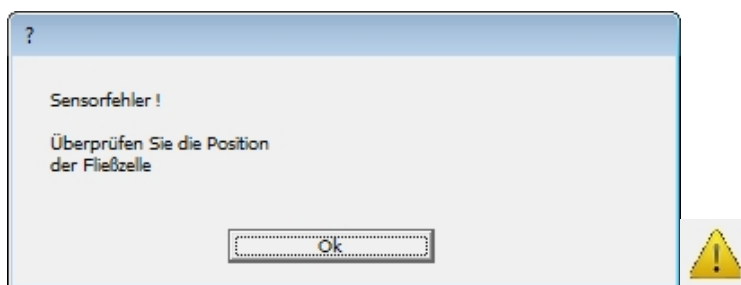 ?
Sensorfehler !
Überprüfen Sie die Position
der Fließzelle
Ok